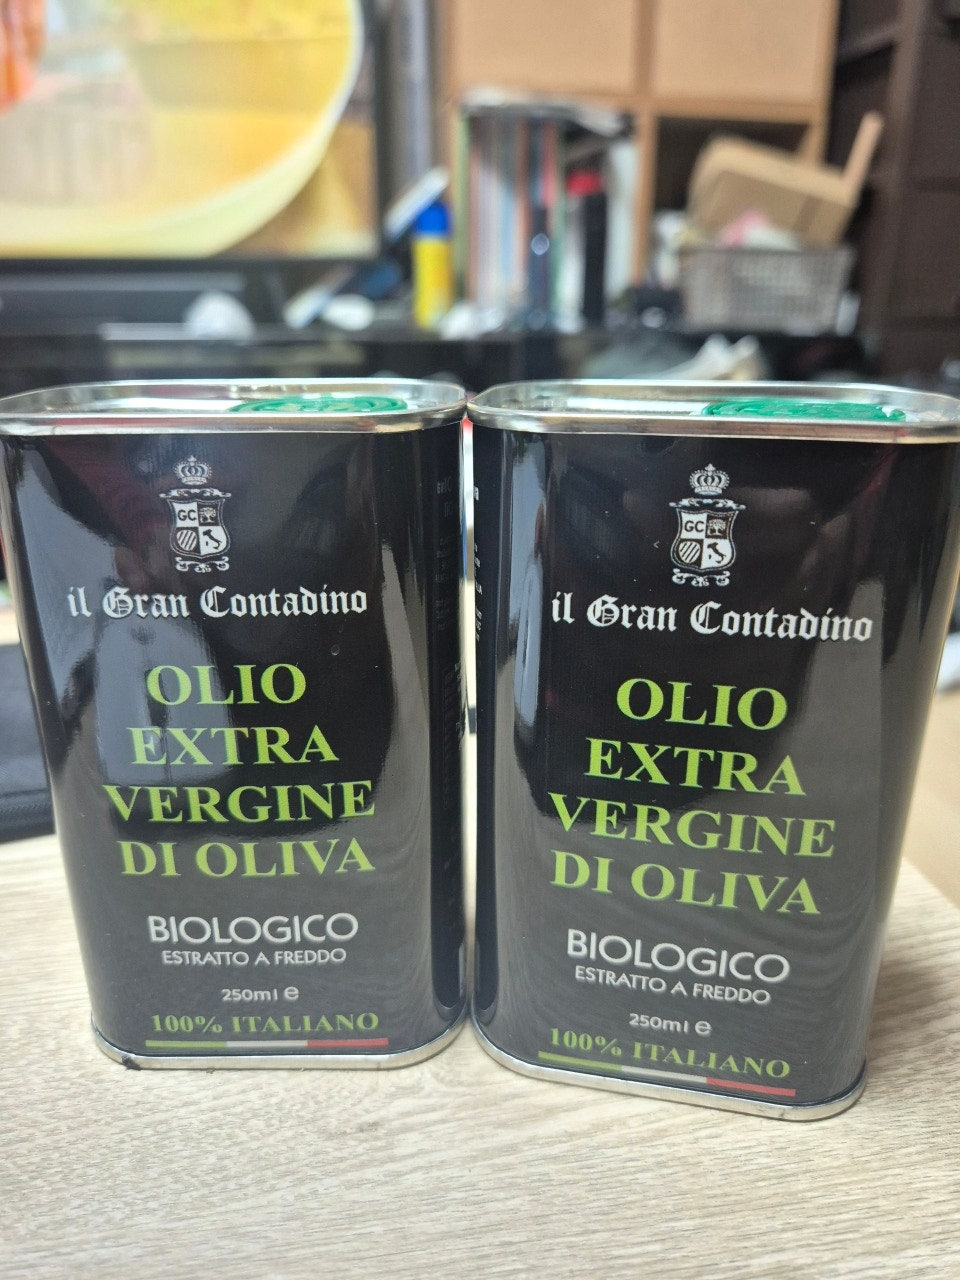 GC
il Gran Contadino
OLIO
EXTRA
VERGINE
DI OLIVA
BIOLOGICO
ESTRATTO A FREDDO
250ml e
100% ITALIANO
GC
il Gran Contadino
OLIO
EXTRA
VERGINE
DI OLIVA
BIOLOGICO
ESTRATTO A FREDDO
250ml e
100% ITALIANO